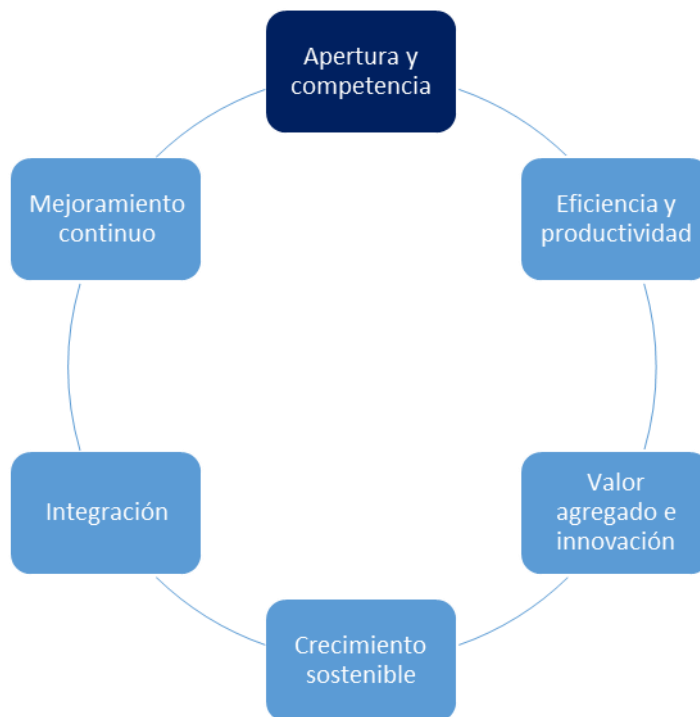 Apertura y
competencia
Eficiencia y
productividad
Valor
agregado e
innovación
Crecimiento
sostenible
Integración
Mejoramiento
continuo